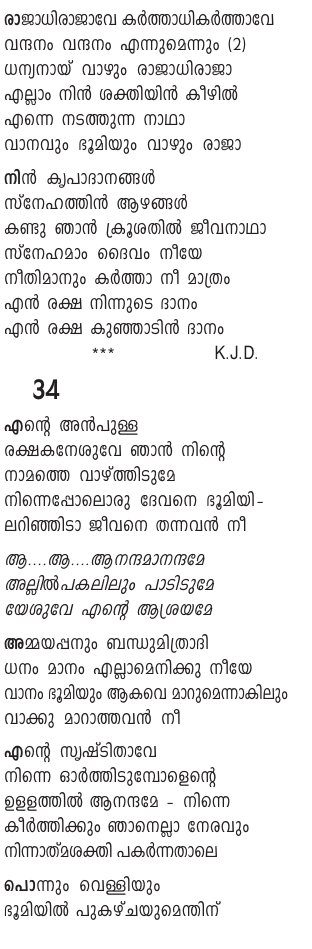 രാജാധിരാജാവേ കർത്താധികർത്താവേ
വന്ദനം വന്ദനം എന്നുമെന്നും (2)
ധന്യനായ് വാഴും രാജാധിരാജാ
എല്ലാം നിൻ ശക്തിയിൻ കീഴിൽ
എന്നെ നടത്തുന്ന നാഥാ
വാനവും ഭൂമിയും വാഴും രാജാ
നിൻ കൃപാദാനങ്ങൾ
സ്നേഹത്തിൻ ആഴങ്ങൾ
കണ്ടു ഞാൻ ക്രൂശതിൽ ജീവനാഥാ
സ്നേഹമാം ദൈവം നീയേ
നീതിമാനും കർത്താ നീ മാത്രം
എൻ രക്ഷ നിന്നുടെ ദാനം
എൻ രക്ഷ കുഞ്ഞാടിൻ ദാനം
*** K.J.D.
34
എന്റെ അൻപുള്ള
രക്ഷകനേശുവേ ഞാൻ നിന്റെ
നാമത്തെ വാഴ്ത്തിടുമേ
നിന്നെപ്പോലൊരു ദേവനെ ഭൂമിയി-
ലറിഞ്ഞിടാ ജീവനെ തന്നവൻ നീ
ആ....ആ....ആനന്ദമാനന്ദമേ
അല്ലിൽപകലിലും പാടിടുമേ
യേശുവേ എന്റെ ആശ്രയമേ
അമ്മയപ്പനും ബന്ധുമിത്രാദി
ധനം മാനം എല്ലാമെനിക്കു നീയേ
വാനം ഭൂമിയും ആകവെ മാറുമെന്നാകിലും
വാക്കു മാറാത്തവൻ നീ
എന്റെ സൃഷ്ടിതാവേ
നിന്നെ ഓർത്തിടുമ്പോളെന്റെ
ഉളളത്തിൽ ആനന്ദമേ - നിന്നെ
കീർത്തിക്കും ഞാനെല്ലാ നേരവും
നിന്നാത്മശക്തി പകർന്നതാലെ
പൊന്നും വെള്ളിയും
ഭൂമിയിൽ പുകഴ്ചയുമെന്തിന്